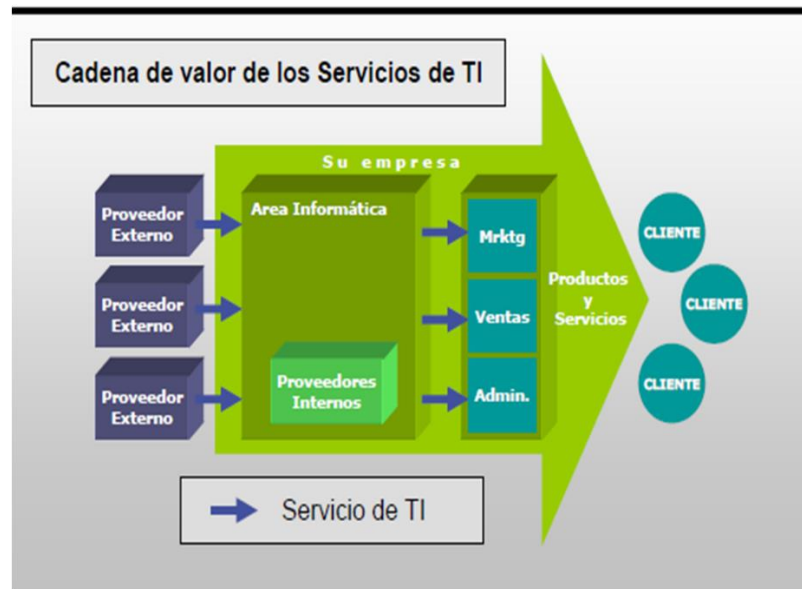 Cadena de valor de los Servicios de TI
Su empresa
Proveedor
Externo
Proveedor
Externo
Proveedor
Externo
Area Informática
Proveedores
Internos
Mrktg
Ventas
Admin.
Productos
y
Servicios
CLIENTE
CLIENTE
CLIENTE
Servicio de TI